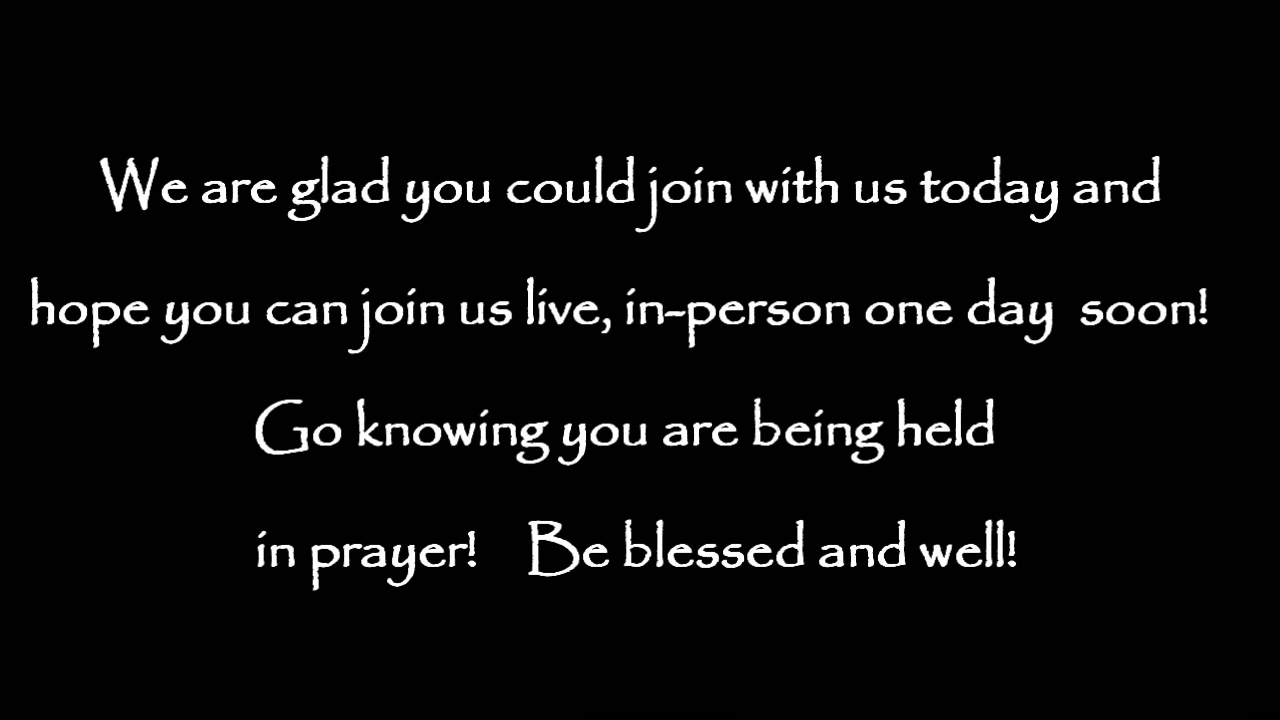 We are glad you could join with us today and
hope you can join us live, in-person one day  soon!
Go knowing you are being held
in prayer!   Be blessed and well!